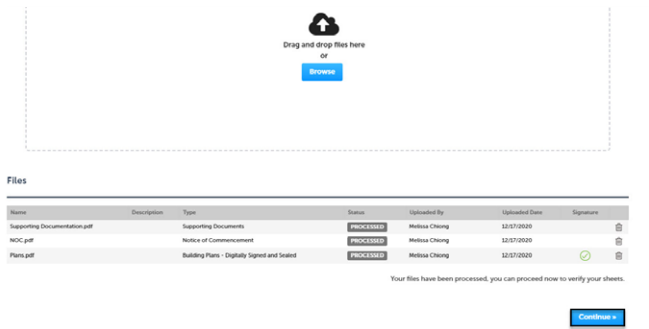 Drag and drop files here
or
Browse
Files
Name Description Type Status Uploaded By Uploaded Date Signature
Supporting Documentation.pdf Supporting Documents PROCESSED Melissa Chiong 12/17/2020
NOC.pdf Notice of Commencement PROCESSED Melissa Chiong 12/17/2020
Plans.pdf Building Plans - Digitally Signed and Sealed PROCESSED Melissa Chiong 12/17/2020
Your files have been processed, you can proceed now to verify your sheets.
Continue »